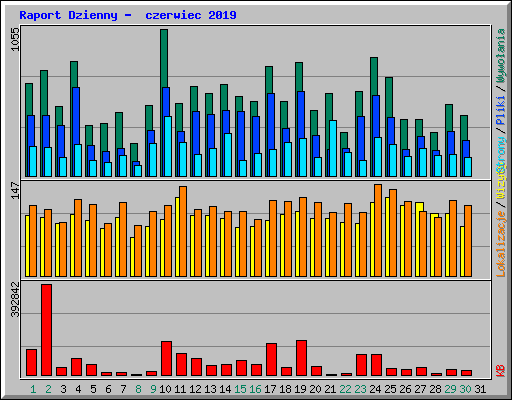 Raport Dzienny -  czerwiec 2019
1055
147
392842
Wywolania / Pliki / Strony
Wizyty / Lokalizacje
KB
1 2 3 4 5 6 7 8 9 10 11 12 13 14 15 16 17 18 19 20 21 22 23 24 25 26 27 28 29 30 31